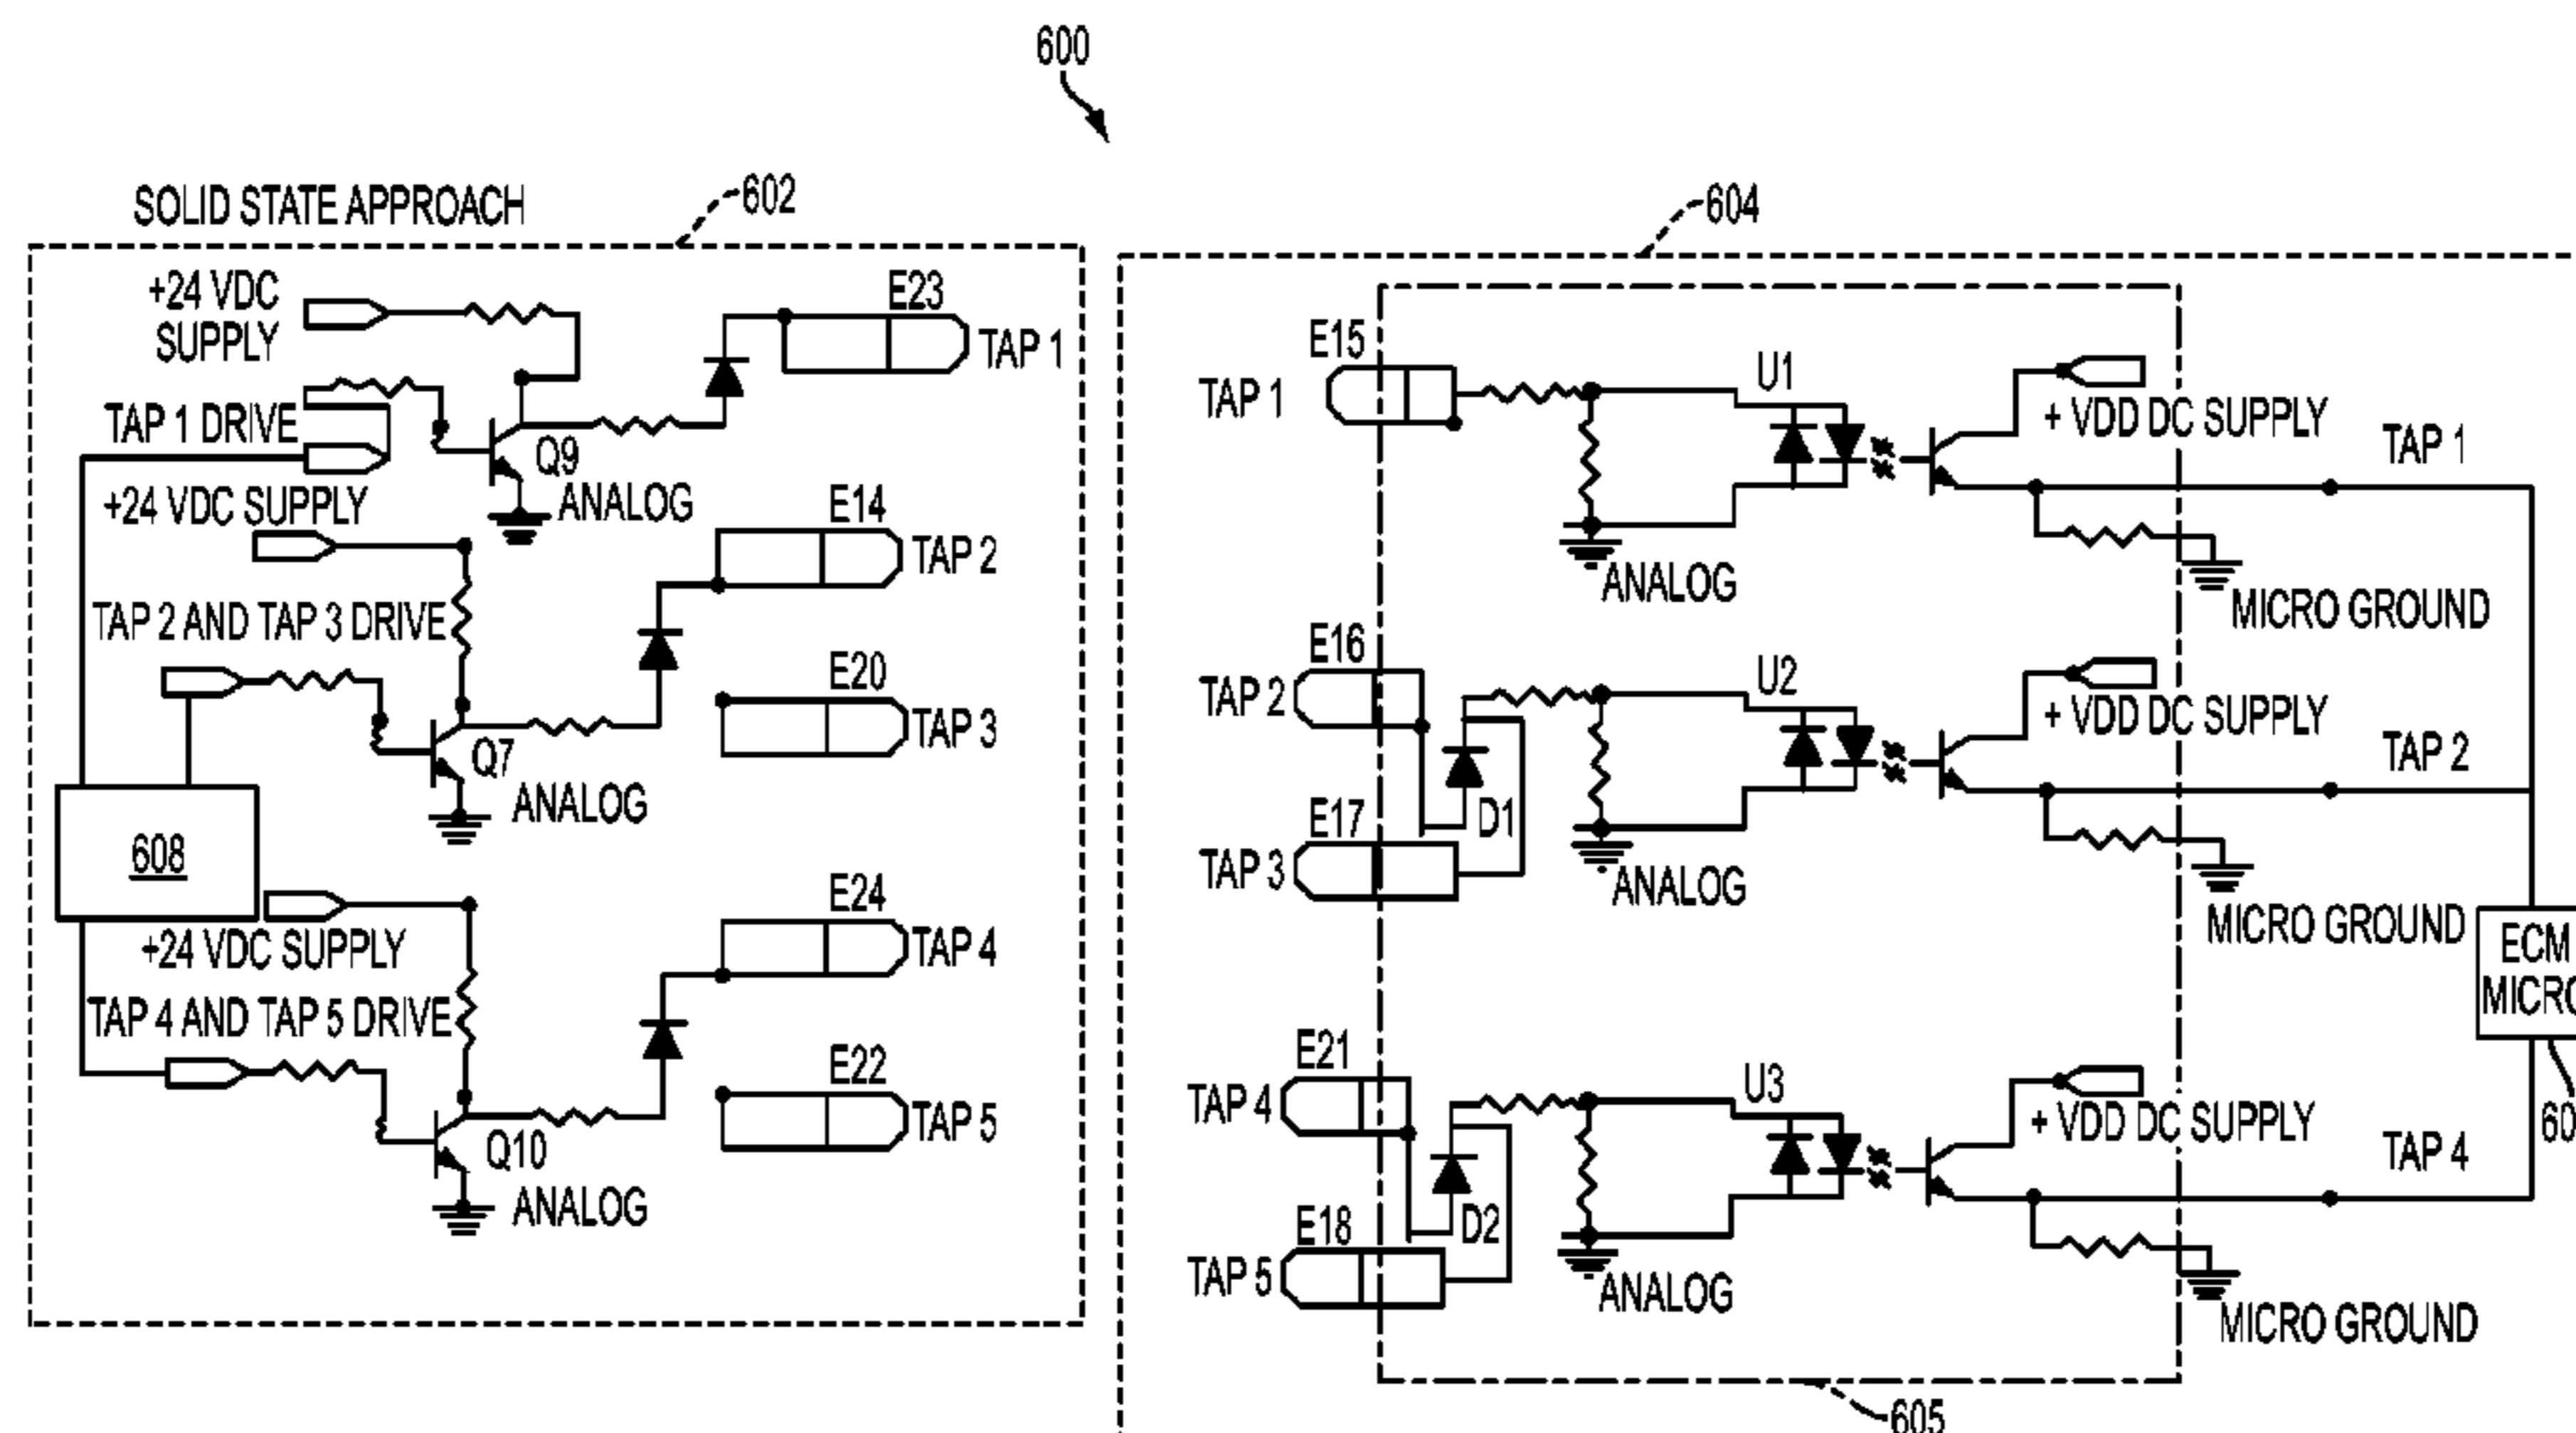 600
SOLID STATE APPROACH
602
+24 VDC
SUPPLY
E23
TAP 1
TAP 1 DRIVE
Q9
ANALOG
+24 VDC SUPPLY
E14
TAP 2
TAP 2 AND TAP 3 DRIVE
E20
TAP 3
Q7
ANALOG
608
+24 VDC SUPPLY
E24
TAP 4
TAP 4 AND TAP 5 DRIVE
E22
TAP 5
Q10
ANALOG
604
E15
TAP 1
U1
+ VDD DC SUPPLY
TAP 1
ANALOG
MICRO GROUND
E16
TAP 2
U2
+ VDD DC SUPPLY
TAP 2
D1
E17
TAP 3
ANALOG
MICRO GROUND
ECM
E21
TAP 4
U3
+ VDD DC SUPPLY
TAP 4
D2
E18
TAP 5
ANALOG
MICRO GROUND
605